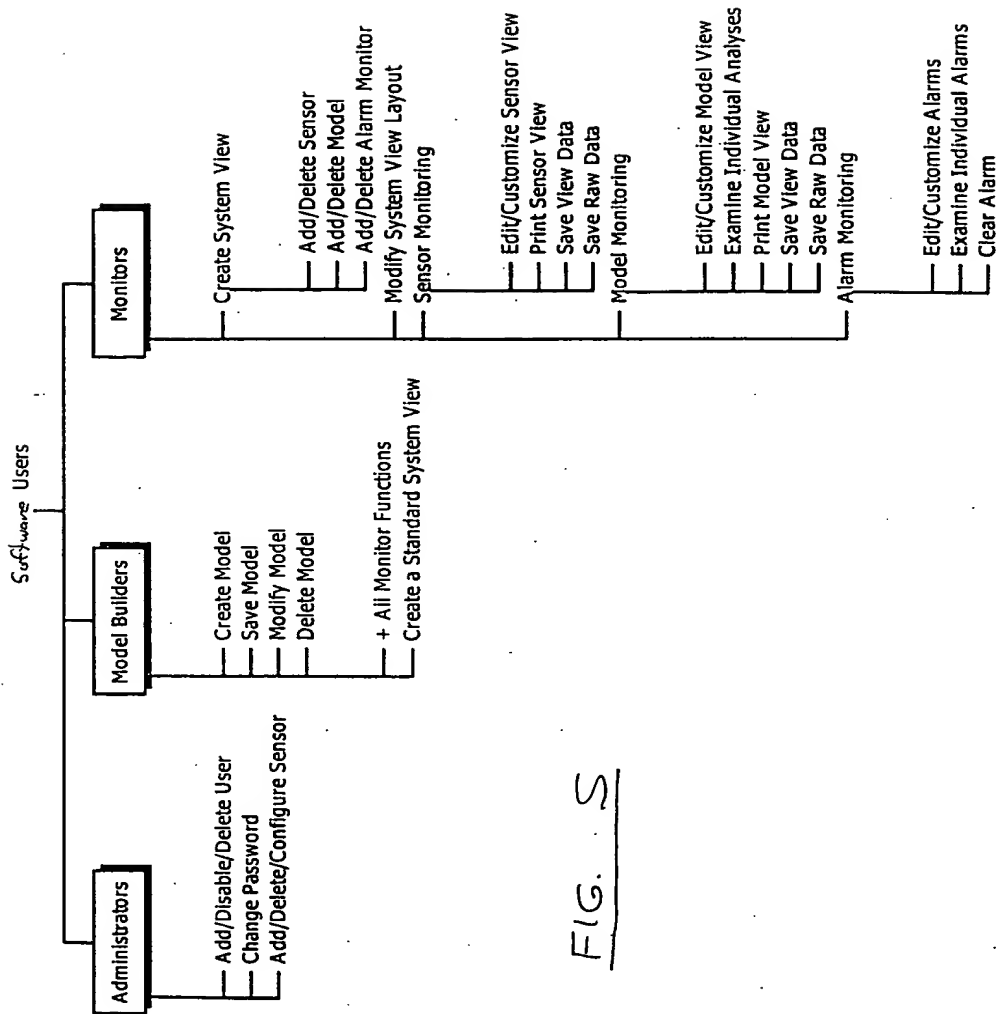 Software Users
Administrators
Add/Disable/Delete User
Change Password
Add/Delete/Configure Sensor
Model Builders
Create Model
Save Model
Modify Model
Delete Model
+ All Monitor Functions
Create a Standard System View
Monitors
Create System View
Add/Delete Sensor
Add/Delete Model
Add/Delete Alarm Monitor
Modify System View Layout
Sensor Monitoring
Edit/Customize Sensor View
Print Sensor View
Save View Data
Save Raw Data
Model Monitoring
Edit/Customize Model View
Examine Individual Analyses
Print Model View
Save View Data
Save Raw Data
Alarm Monitoring
Edit/Customize Alarms
Examine Individual Alarms
Clear Alarm
FIG. 5